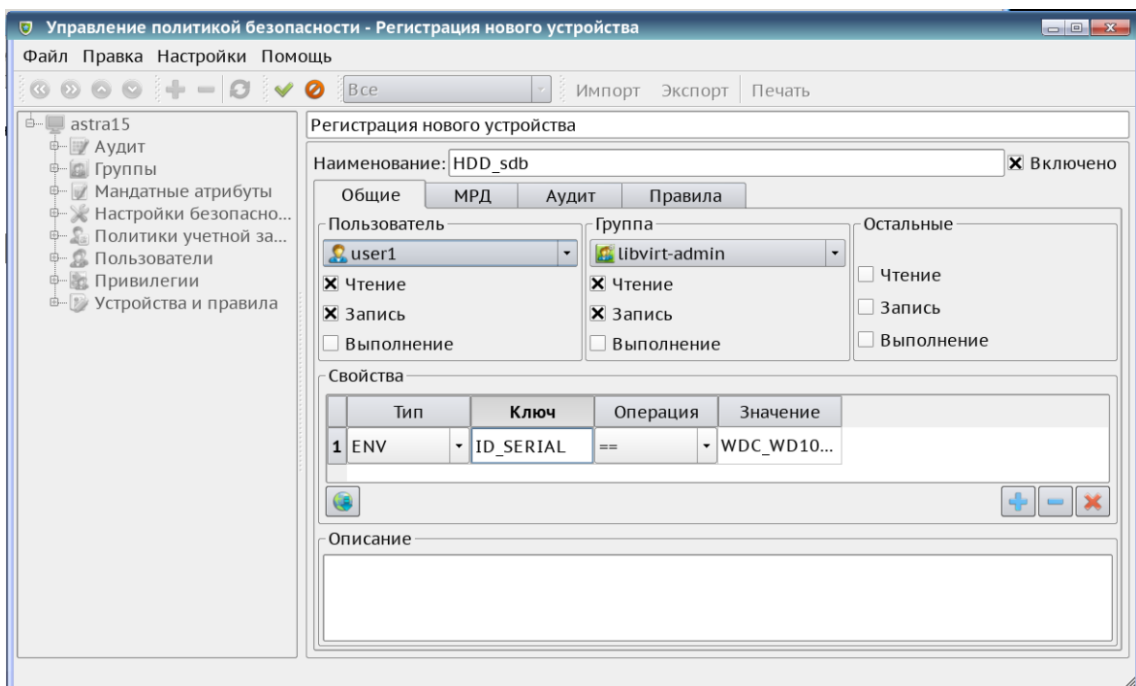 Управление политикой безопасности - Регистрация нового устройства
Файл Правка Настройки Помощь
Все Импорт Экспорт Печать
astra15
Аудит
Группы
Мандатные атрибуты
Настройки безопасно...
Политики учетной за...
Пользователи
Привилегии
Устройства и правила
Регистрация нового устройства
Наименование: HDD_sdb Включено
Общие МРД Аудит Правила
Пользователь Группа Остальные
user1 libvirt-admin
Чтение Чтение Чтение
Запись Запись Запись
Выполнение Выполнение Выполнение
Свойства
Тип Ключ Операция Значение
1 ENV ID_SERIAL == WDC_WD10...
Описание